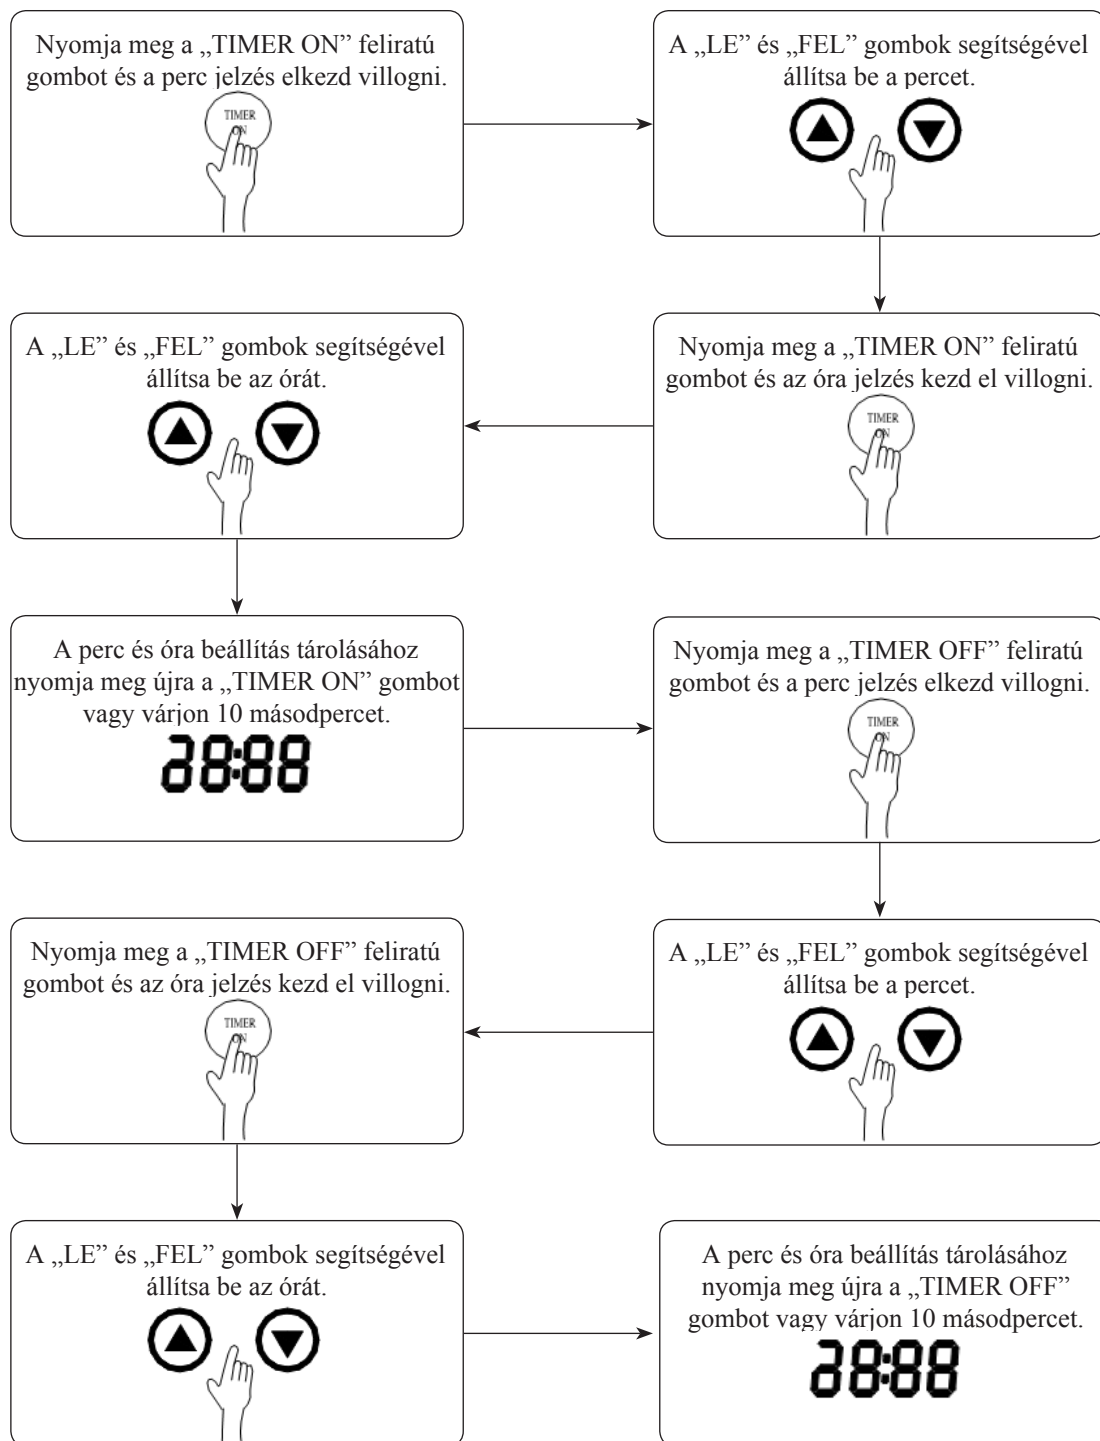 Nyomja meg a „TIMER ON” feliratú
gombot és a perc jelzés elkezd villogni.
TIMER
ON
A „LE” és „FEL” gombok segítségével
állítsa be a percet.
Nyomja meg a „TIMER ON” feliratú
gombot és az óra jelzés kezd el villogni.
TIMER
ON
A „LE” és „FEL” gombok segítségével
állítsa be az órát.
A perc és óra beállítás tárolásához
nyomja meg újra a „TIMER ON” gombot
vagy várjon 10 másodpercet.
28:88
Nyomja meg a „TIMER OFF” feliratú
gombot és a perc jelzés elkezd villogni.
TIMER
ON
A „LE” és „FEL” gombok segítségével
állítsa be a percet.
Nyomja meg a „TIMER OFF” feliratú
gombot és az óra jelzés kezd el villogni.
TIMER
ON
A „LE” és „FEL” gombok segítségével
állítsa be az órát.
A perc és óra beállítás tárolásához
nyomja meg újra a „TIMER OFF”
gombot vagy várjon 10 másodpercet.
28:88